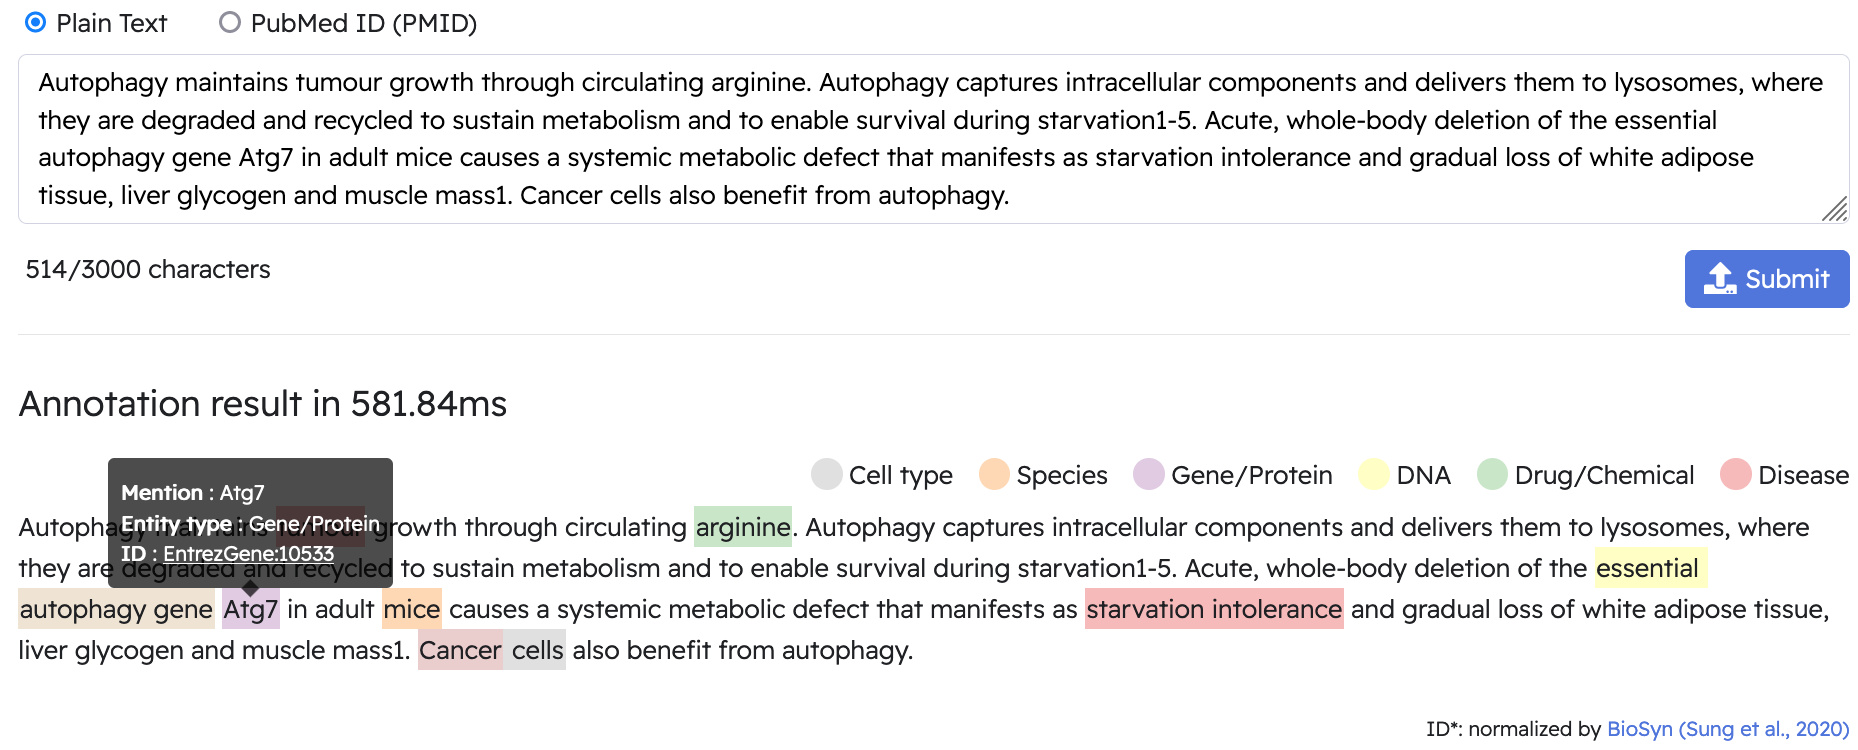 Plain Text PubMed ID (PMID)
Autophagy maintains tumour growth through circulating arginine. Autophagy captures intracellular components and delivers them to lysosomes, where
they are degraded and recycled to sustain metabolism and to enable survival during starvation1-5. Acute, whole-body deletion of the essential
autophagy gene Atg7 in adult mice causes a systemic metabolic defect that manifests as starvation intolerance and gradual loss of white adipose
tissue, liver glycogen and muscle mass1. Cancer cells also benefit from autophagy.
514/3000 characters
Submit
Annotation result in 581.84ms
Cell type Species Gene/Protein DNA Drug/Chemical Disease
Mention : Atg7
Entity type : Gene/Protein
ID : EntrezGene:10533
Autophagy maintains tumour growth through circulating arginine. Autophagy captures intracellular components and delivers them to lysosomes, where
they are degraded and recycled to sustain metabolism and to enable survival during starvation1-5. Acute, whole-body deletion of the essential
autophagy gene Atg7 in adult mice causes a systemic metabolic defect that manifests as starvation intolerance and gradual loss of white adipose tissue,
liver glycogen and muscle mass1. Cancer cells also benefit from autophagy.
ID*: normalized by BioSyn (Sung et al., 2020)